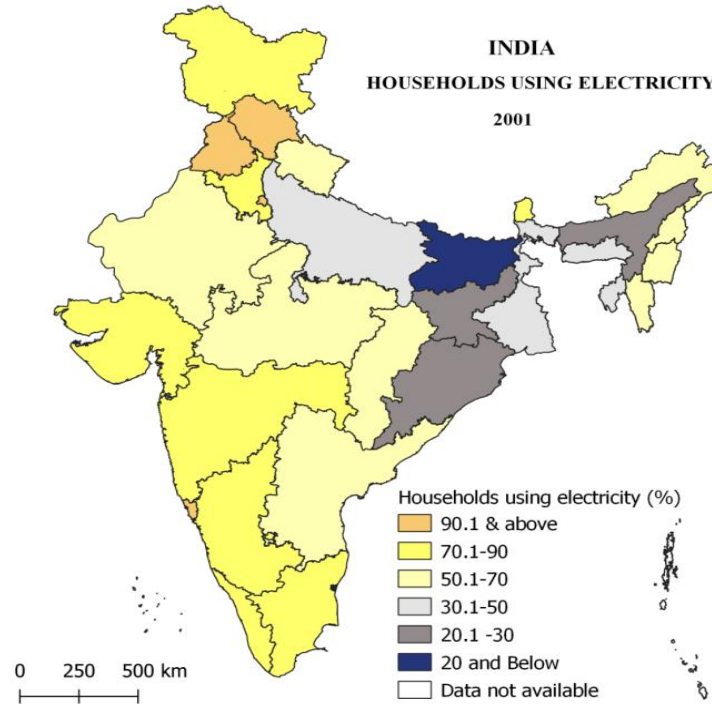 INDIA
HOUSEHOLDS USING ELECTRICITY
2001
Households using electricity (%)
90.1 & above
70.1-90
50.1-70
30.1-50
20.1 -30
20 and Below
Data not available
0 250 500 km